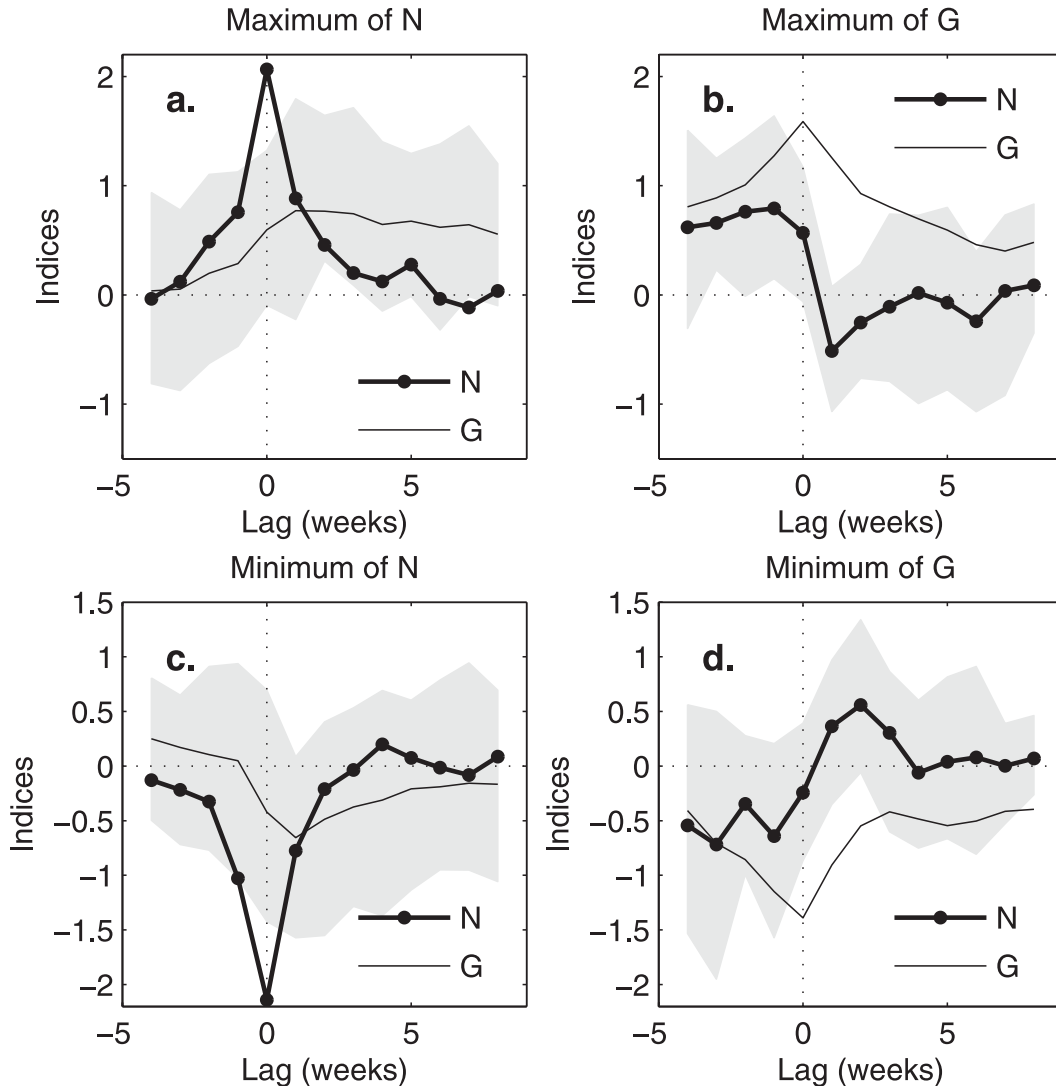 Maximum of N
Maximum of G
a.
b.
2
1
0
−1
Indices
N
G
−5
0
5
Lag (weeks)
2
1
0
−1
Indices
N
G
−5
0
5
Lag (weeks)
Minimum of N
Minimum of G
c.
d.
1.5
1
0.5
0
−0.5
−1
−1.5
−2
Indices
N
G
−5
0
5
Lag (weeks)
1.5
1
0.5
0
−0.5
−1
−1.5
−2
Indices
N
G
−5
0
5
Lag (weeks)